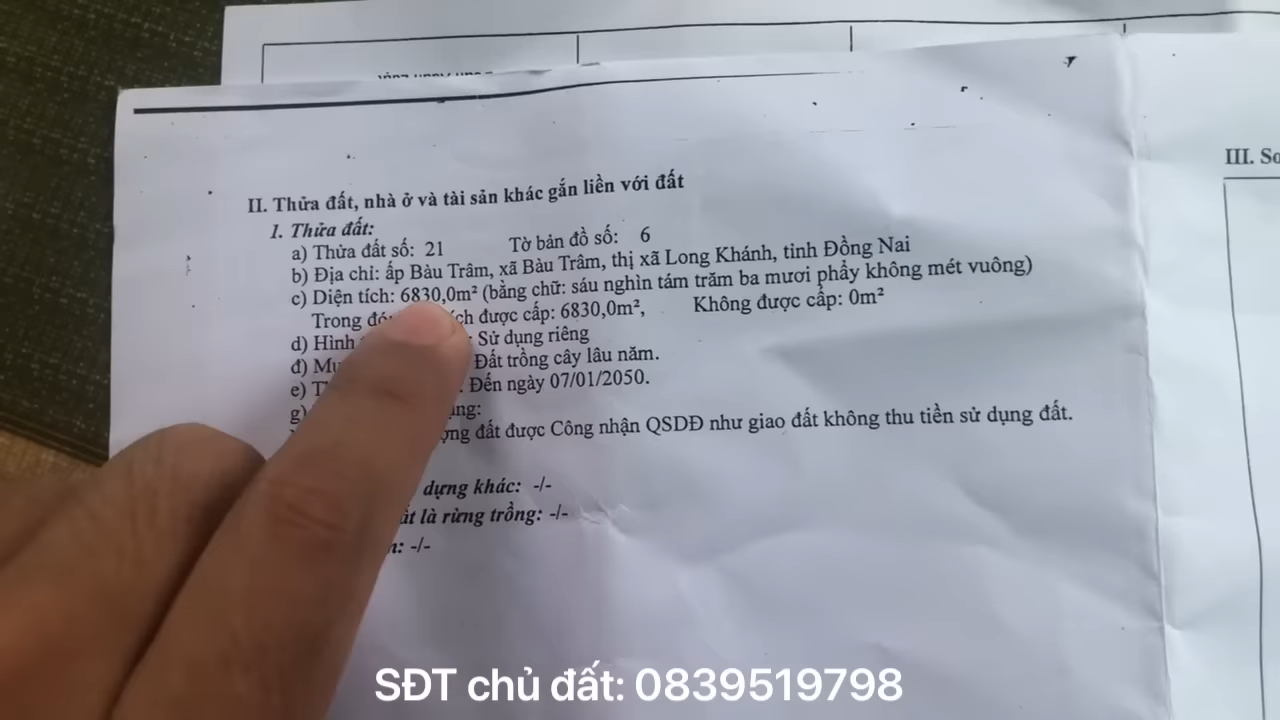 III. Sơ
II. Thửa đất, nhà ở và tài sản khác gắn liền với đất
1. Thửa đất:
a) Thửa đất số: 21 Tờ bản đồ số: 6
b) Địa chỉ: ấp Bàu Trâm, xã Bàu Trâm, thị xã Long Khánh, tỉnh Đồng Nai
c) Diện tích: 6830,0m² (bằng chữ: sáu nghìn tám trăm ba mươi phẩy không mét vuông)
Trong đó: ích được cấp: 6830,0m², Không được cấp: 0m²
d) Hình : Sử dụng riêng
đ) Mụ Đất trồng cây lâu năm.
e) T : Đến ngày 07/01/2050.
g) ụng:
ợng đất được Công nhận QSDĐ như giao đất không thu tiền sử dụng đất.
dựng khác: -/-
ất là rừng trồng: -/-
n: -/-
SĐT chủ đất: 0839519798